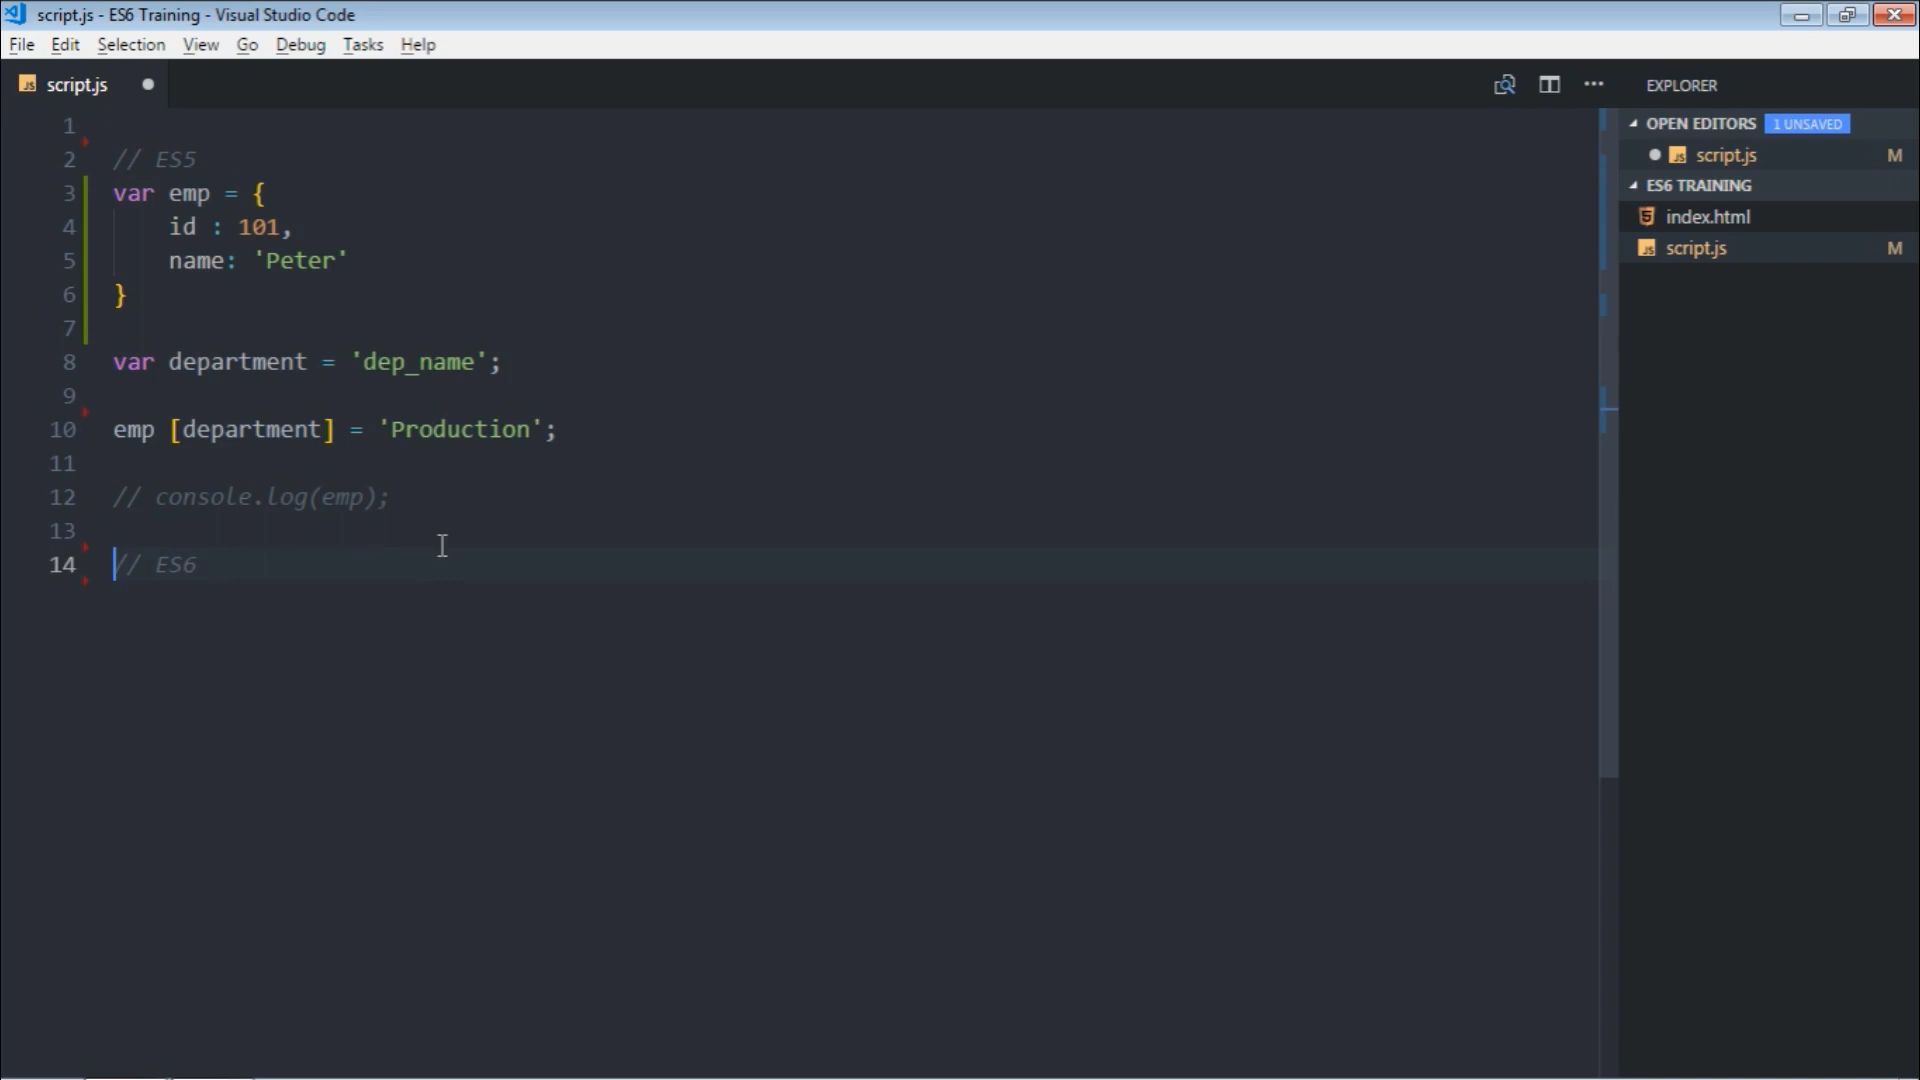 script.js - ES6 Training - Visual Studio Code
File Edit Selection View Go Debug Tasks Help
script.js
EXPLORER
OPEN EDITORS 1 UNSAVED
script.js M
ES6 TRAINING
index.html
script.js M
1
2 // ES5
3 var emp = {
4 id : 101,
5 name: 'Peter'
6 }
7
8 var department = 'dep_name';
9
10 emp [department] = 'Production';
11
12 // console.log(emp);
13
14 // ES6